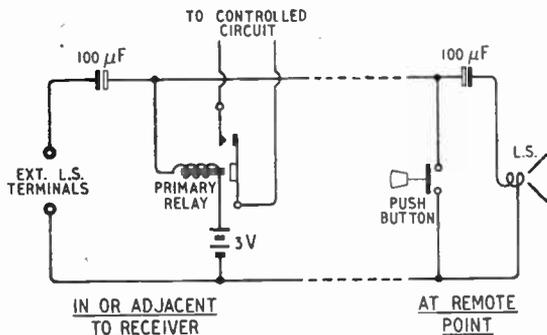 TO CONTROLLED
CIRCUIT
100 µF
100 µF
EXT. L.S.
TERMINALS
PRIMARY
RELAY
3V
PUSH
BUTTON
L.S.
IN OR ADJACENT
TO RECEIVER
AT REMOTE
POINT